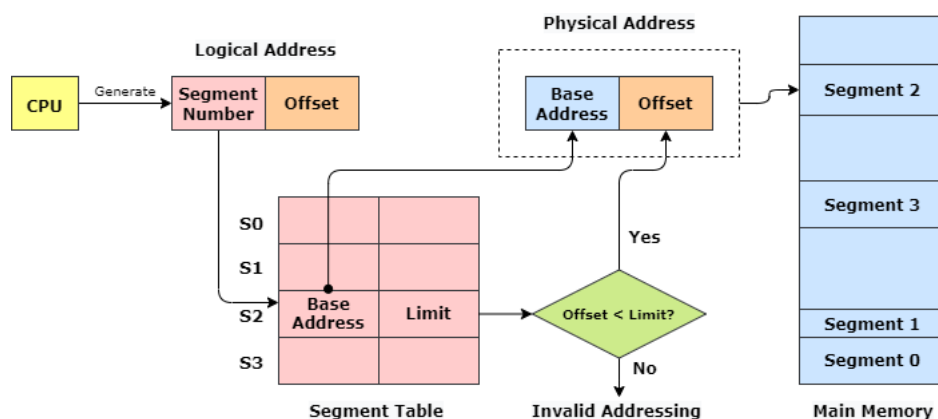 Physical Address
Logical Address
CPU
Generate
Segment
Number
Offset
Base
Address
Offset
Segment 2
Segment 3
Segment 1
Segment 0
S0
S1
S2
S3
Base
Address
Limit
Offset < Limit?
Yes
No
Segment Table
Invalid Addressing
Main Memory